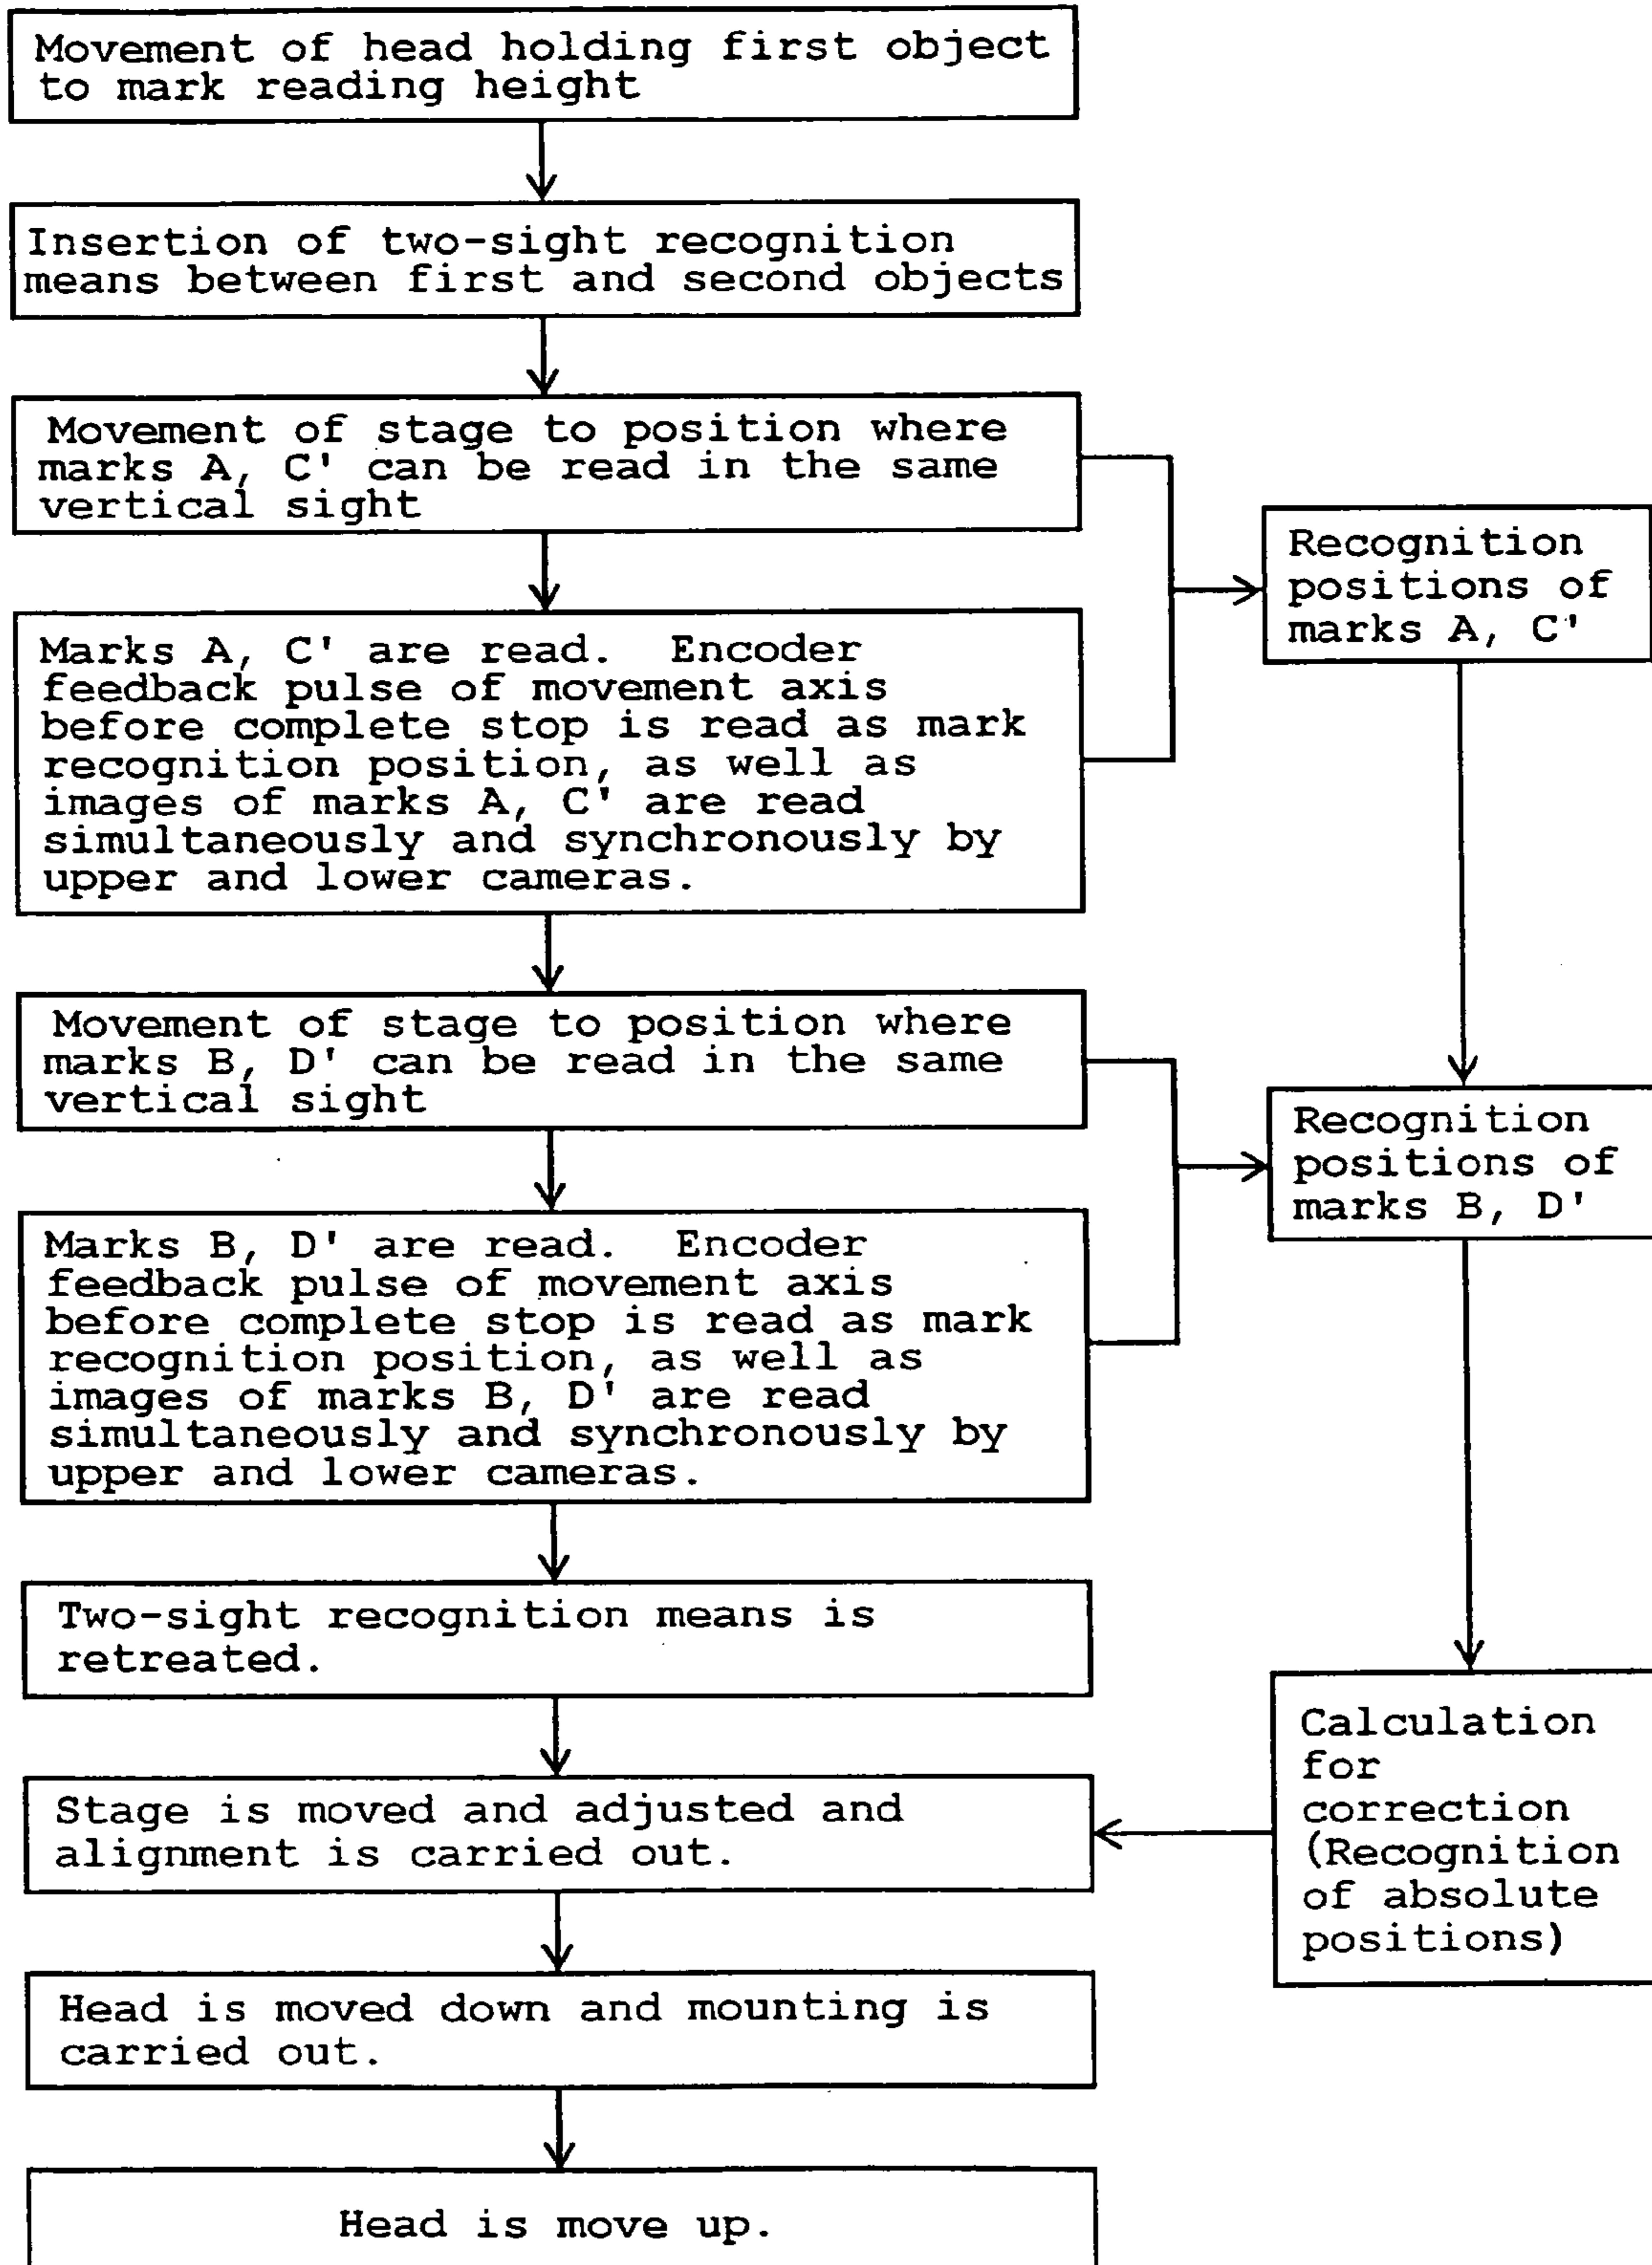 Movement of head holding first object
to mark reading height
Insertion of two-sight recognition
means between first and second objects
Movement of stage to position where
marks A, C' can be read in the same
vertical sight
Recognition
positions of
marks A, C'
Marks A, C' are read. Encoder
feedback pulse of movement axis
before complete stop is read as mark
recognition position, as well as
images of marks A, C' are read
simultaneously and synchronously by
upper and lower cameras.
Movement of stage to position where
marks B, D' can be read in the same
vertical sight
Recognition
positions of
marks B, D'
Marks B, D' are read. Encoder
feedback pulse of movement axis
before complete stop is read as mark
recognition position, as well as
images of marks B, D' are read
simultaneously and synchronously by
upper and lower cameras.
Two-sight recognition means is
retreated.
Calculation
for
correction
(Recognition
of absolute
positions)
Stage is moved and adjusted and
alignment is carried out.
Head is moved down and mounting is
carried out.
Head is move up.